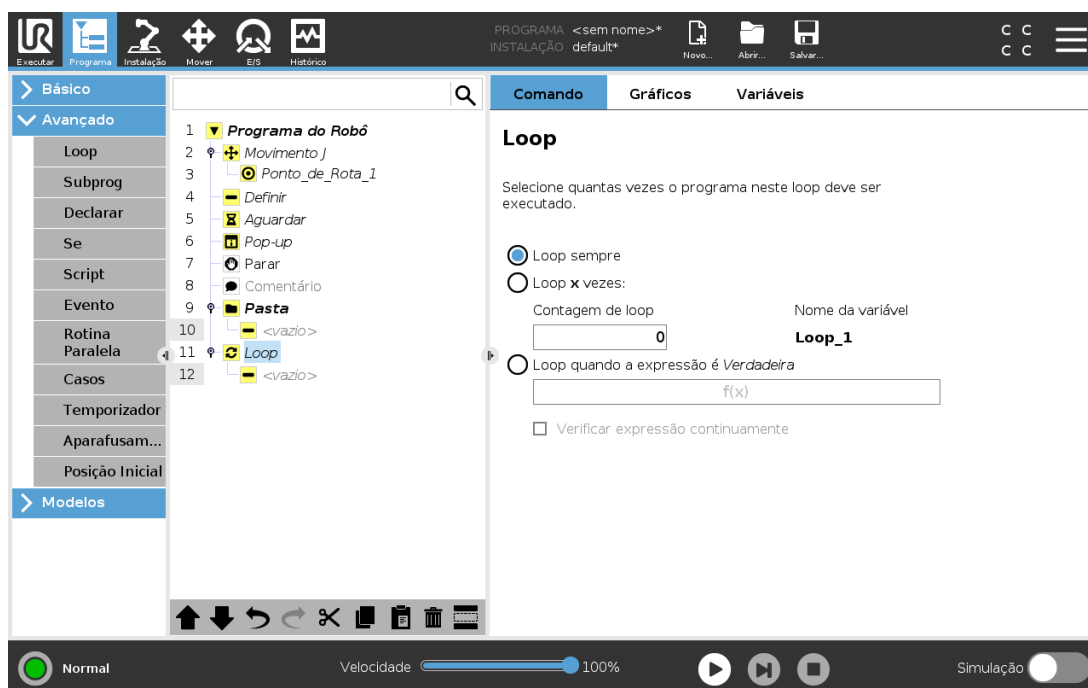 UR
Executar
Programa
Instalação
Mover
E/S
Histórico
PROGRAMA <sem nome>*
INSTALAÇÃO default*
Novo...
Abrir...
Salvar...
C C
C C
Básico
Avançado
Loop
Subprog
Declarar
Se
Script
Evento
Rotina
Paralela
Casos
Temporizador
Aparafusam...
Posição Inicial
Modelos
1 Programa do Robô
2 Movimento J
3 Ponto_de_Rota_1
4 Definir
5 Aguardar
6 Pop-up
7 Parar
8 Comentário
9 Pasta
10 <vazio>
11 Loop
12 <vazio>
Comando Gráficos Variáveis
Loop
Selecione quantas vezes o programa neste loop deve ser
executado.
Loop sempre
Loop x vezes:
Contagem de loop Nome da variável
0 Loop_1
Loop quando a expressão é Verdadeira
f(x)
Verificar expressão continuamente
Normal
Velocidade 100%
Simulação